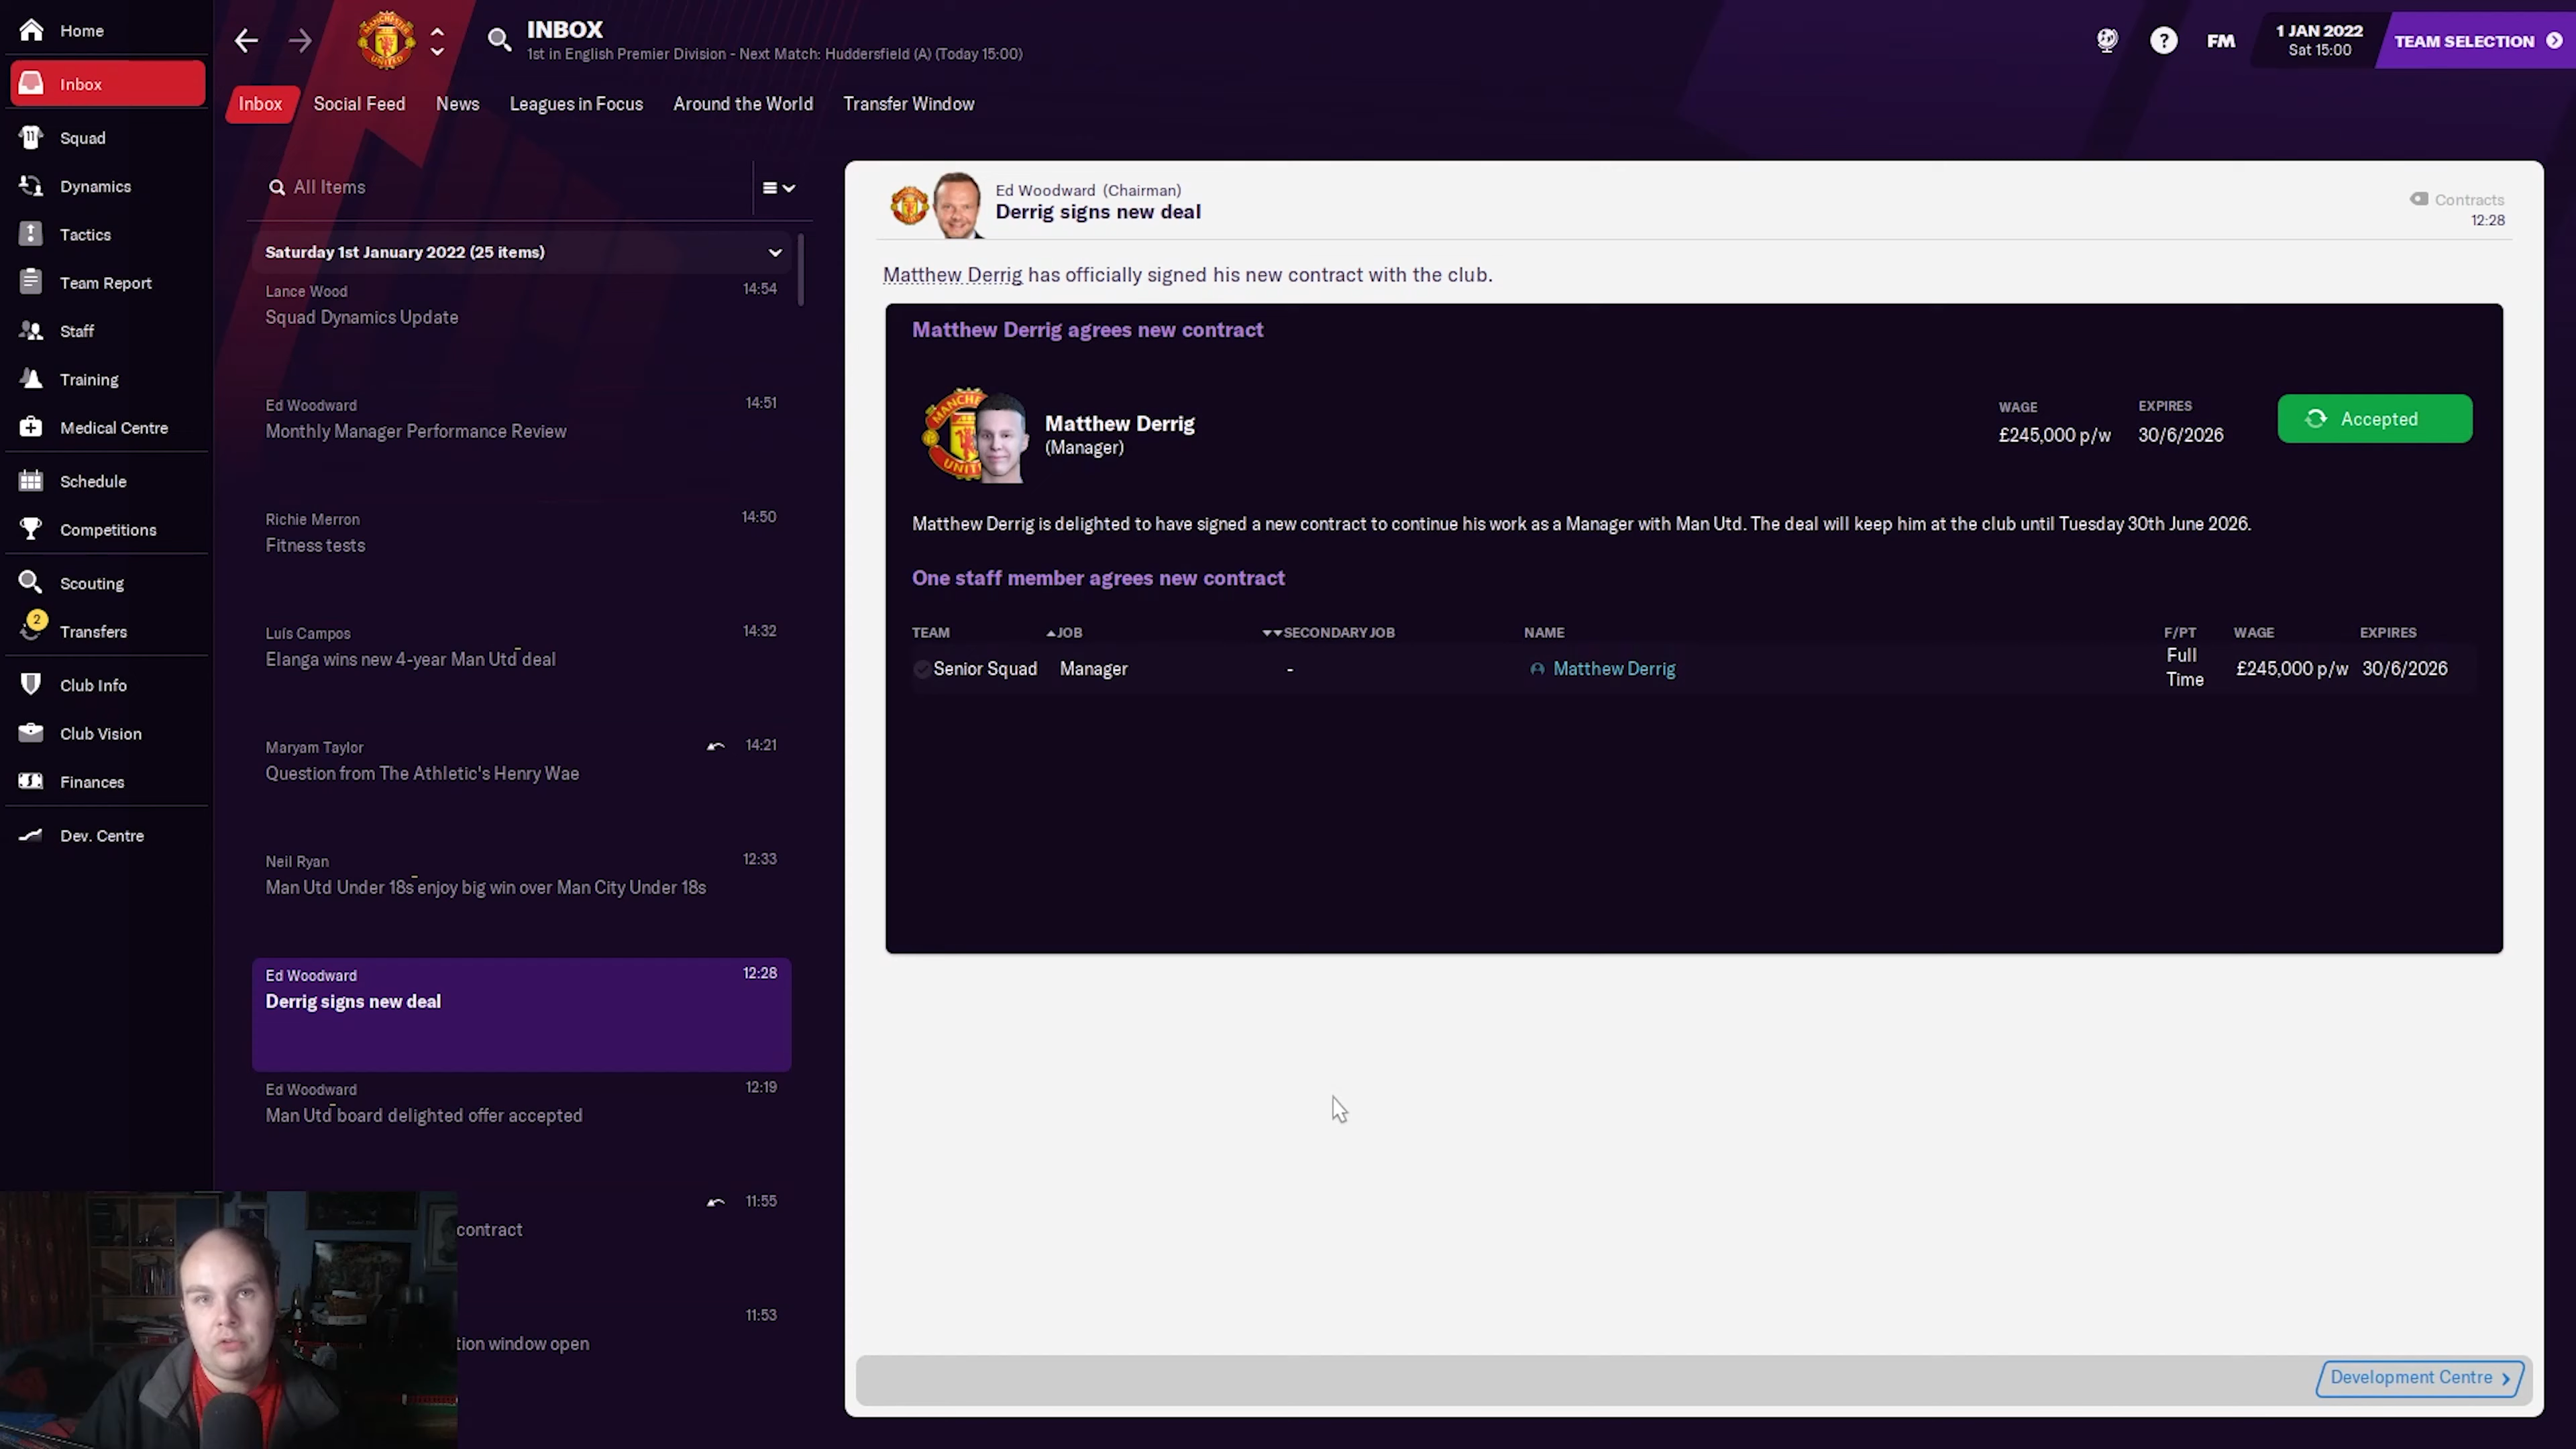 Home
Inbox
Squad
Dynamics
Tactics
Team Report
Staff
Training
Medical Centre
Schedule
Competitions
Scouting
2
Transfers
Club Info
Club Vision
Finances
Dev. Centre
INBOX
1st in English Premier Division - Next Match: Huddersfield (A) (Today 15:00)
?
FM
1 JAN 2022
Sat 15:00
TEAM SELECTION
Inbox
Social Feed
News
Leagues in Focus
Around the World
Transfer Window
All Items
Saturday 1st January 2022 (25 items)
Lance Wood
14:54
Squad Dynamics Update
Ed Woodward
14:51
Monthly Manager Performance Review
Richie Merron
14:50
Fitness tests
Luís Campos
14:32
Elanga wins new 4-year Man Utd deal
Maryam Taylor
14:21
Question from The Athletic's Henry Wae
Neil Ryan
12:33
Man Utd Under 18s enjoy big win over Man City Under 18s
Ed Woodward
12:28
Derrig signs new deal
Ed Woodward
12:19
Man Utd board delighted offer accepted
11:55
contract
11:53
tion window open
Ed Woodward (Chairman)
Derrig signs new deal
Contracts
12:28
Matthew Derrig has officially signed his new contract with the club.
Matthew Derrig agrees new contract
Matthew Derrig
(Manager)
WAGE
£245,000 p/w
EXPIRES
30/6/2026
Accepted
Matthew Derrig is delighted to have signed a new contract to continue his work as a Manager with Man Utd. The deal will keep him at the club until Tuesday 30th June 2026.
One staff member agrees new contract
TEAM JOB SECONDARY JOB NAME F/PT WAGE EXPIRES
Senior Squad Manager - Matthew Derrig Full Time £245,000 p/w 30/6/2026
Development Centre